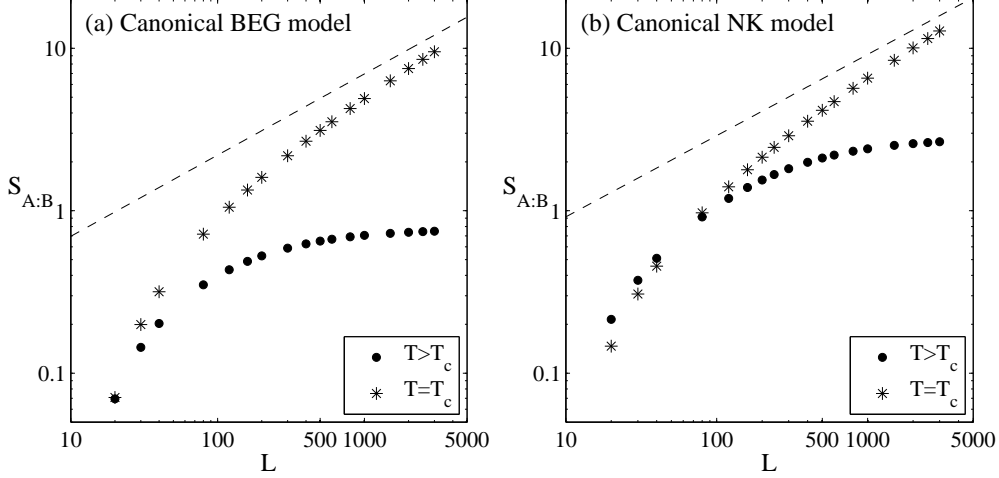 (a) Canonical BEG model
10
S_A:B
1
0.1
T>T_c
T=T_c
10 100 500 1000 5000
L
(b) Canonical NK model
10
S_A:B
1
0.1
T>T_c
T=T_c
10 100 500 1000 5000
L